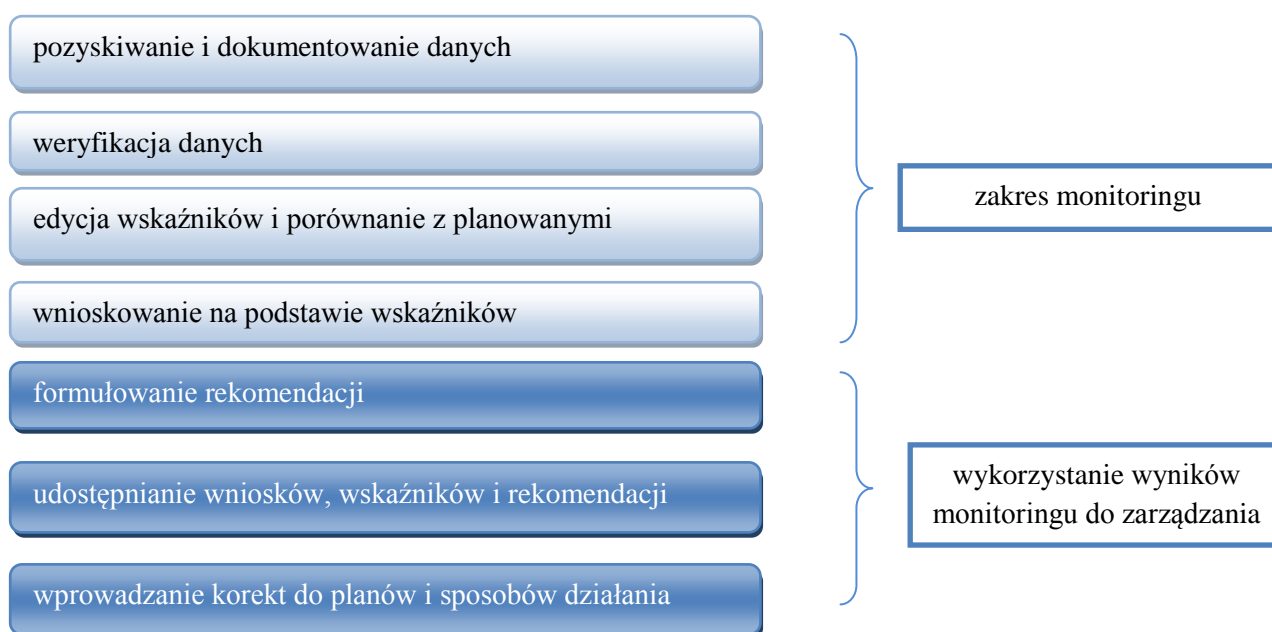 pozyskiwanie i dokumentowanie danych
weryfikacja danych
edycja wskaźników i porównanie z planowanymi
wnioskowanie na podstawie wskaźników
zakres monitoringu
formułowanie rekomendacji
udostępnianie wniosków, wskaźników i rekomendacji
wprowadzanie korekt do planów i sposobów działania
wykorzystanie wyników
monitoringu do zarządzania